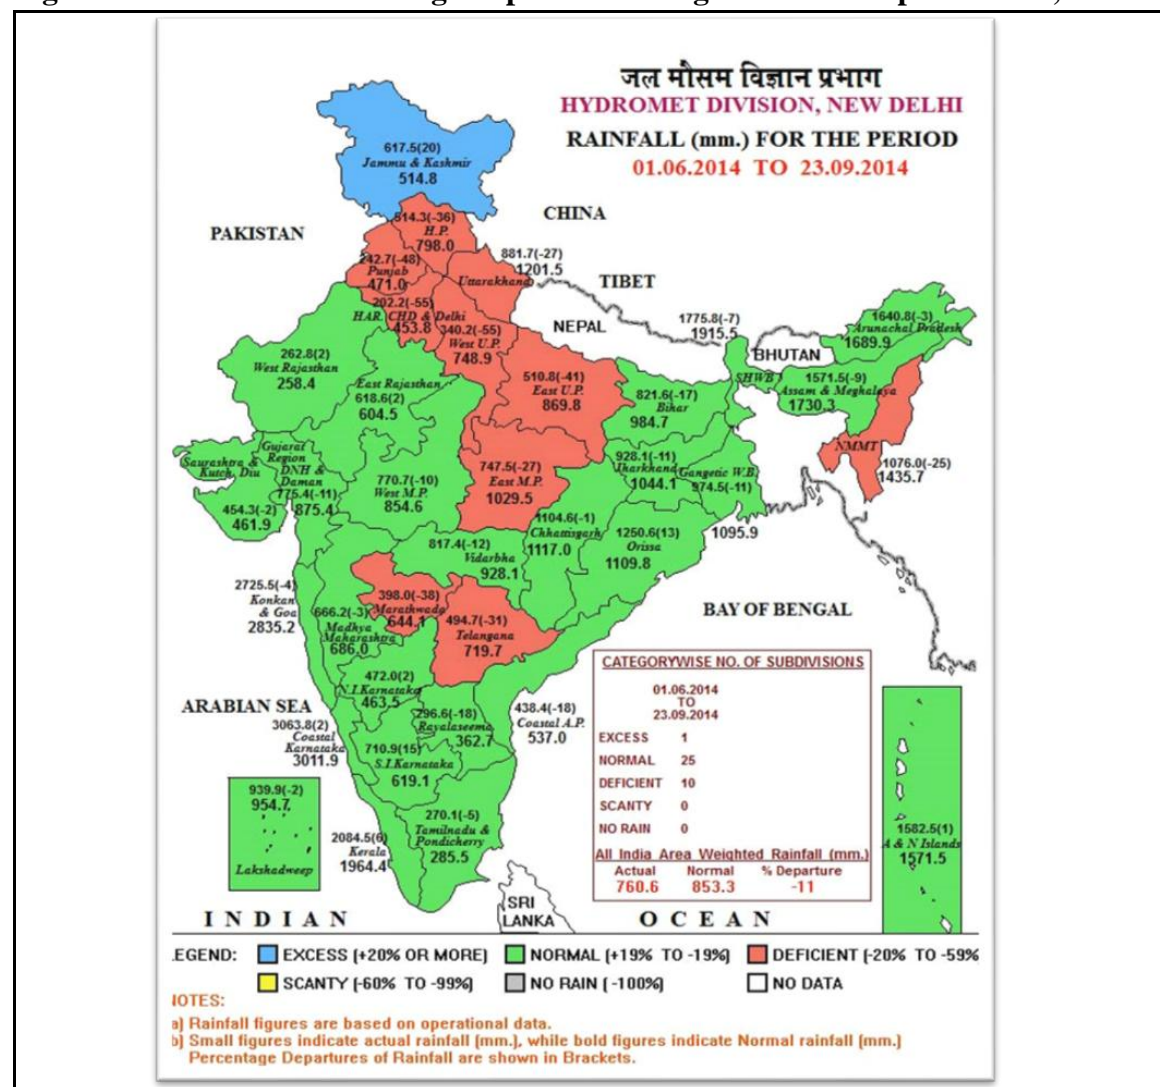 जल मौसम विज्ञान प्रभाग
HYDROMET DIVISION, NEW DELHI
RAINFALL (mm.) FOR THE PERIOD
01.06.2014 TO 23.09.2014
617.5(20)
Jammu & Kashmir
514.8
CHINA
PAKISTAN
514.3(-36)
H.P.
798.0
242.7(-48)
Punjab
471.0
881.7(-27)
1201.5
Uttarakhand
TIBET
202.2(-55)
HAR. CHD & Delhi
453.8
340.2(-55)
West U.P.
748.9
NEPAL
1775.8(-7)
1915.5
SHWB
BHUTAN
1640.8(-3)
Arunachal Pradesh
1689.9
262.8(2)
West Rajasthan
258.4
East Rajasthan
618.6(2)
604.5
510.8(-41)
East U.P.
869.8
821.6(-17)
Bihar
984.7
1571.5(-9)
Assam & Meghalaya
1730.3
NMMT
1076.0(-25)
1435.7
Saurashtra &
Kutch, Diu
454.3(-2)
461.9
Gujarat
Region
DNH &
Daman
775.4(-11)
875.4
770.7(-10)
West M.P.
854.6
747.5(-27)
East M.P.
1029.5
928.1(-11)
Jharkhand
1044.1
Gangetic W.B.
974.5(-11)
1095.9
817.4(-12)
Vidarbha
928.1
1104.6(-1)
Chhattisgarh
1117.0
1250.6(13)
Orissa
1109.8
2725.5(-4)
Konkan
& Goa
2835.2
666.2(-3)
Madhya
Maharashtra
686.0
398.0(-38)
Marathwada
644.1
494.7(-31)
Telangana
719.7
BAY OF BENGAL
ARABIAN SEA
472.0(2)
N.I.Karnataka
463.5
296.6(-18)
Rayalaseema
362.7
438.4(-18)
Coastal A.P.
537.0
3063.8(2)
Coastal
Karnataka
3011.9
710.9(15)
S.I.Karnataka
619.1
939.9(-2)
954.7
Lakshadweep
2084.5(6)
Kerala
1964.4
270.1(-5)
Tamilnadu &
Pondicherry
285.5
SRI
LANKA
1582.5(1)
A & N Islands
1571.5
CATEGORYWISE NO. OF SUBDIVISIONS
01.06.2014
TO
23.09.2014
EXCESS 1
NORMAL 25
DEFICIENT 10
SCANTY 0
NO RAIN 0
All India Area Weighted Rainfall (mm.)
Actual Normal % Departure
760.6 853.3 -11
INDIAN OCEAN
EGEND: EXCESS (+20% OR MORE) NORMAL (+19% TO -19%) DEFICIENT (-20% TO -59%
SCANTY (-60% TO -99%) NO RAIN (-100%) NO DATA
IOTES:
a) Rainfall figures are based on operational data.
b) Small figures indicate actual rainfall (mm.), while bold figures indicate Normal rainfall (mm.)
Percentage Departures of Rainfall are shown in Brackets.